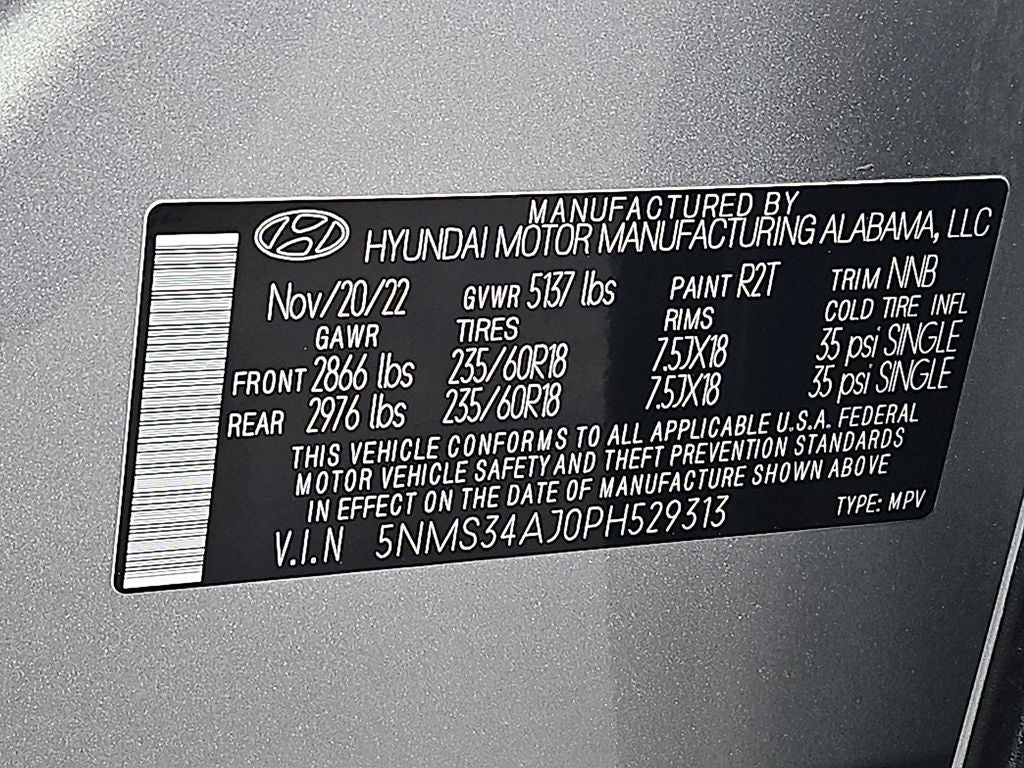 MANUFACTURED BY
HYUNDAI MOTOR MANUFACTURING ALABAMA, LLC
Nov/20/22 GVWR 5137 lbs PAINT R2T TRIM NNB
GAWR TIRES RIMS COLD TIRE INFL
FRONT 2866 lbs 235/60R18 7.5JX18 35 psi SINGLE
REAR 2976 lbs 235/60R18 7.5JX18 35 psi SINGLE
THIS VEHICLE CONFORMS TO ALL APPLICABLE U.S.A. FEDERAL
MOTOR VEHICLE SAFETY AND THEFT PREVENTION STANDARDS
IN EFFECT ON THE DATE OF MANUFACTURE SHOWN ABOVE
V.I.N 5NMS34AJ0PH529313 TYPE: MPV